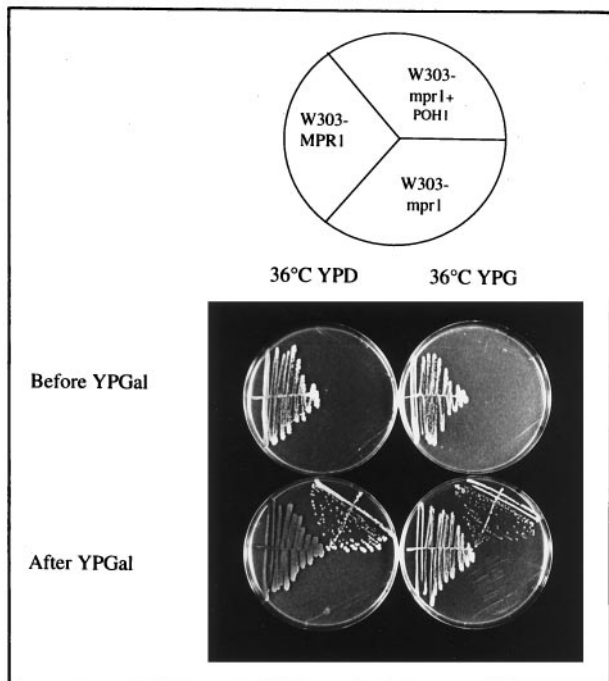 W303-
mpr1+
POH1
W303-
MPR1
W303-
mpr1
36°C YPD
36°C YPG
Before YPGal
After YPGal